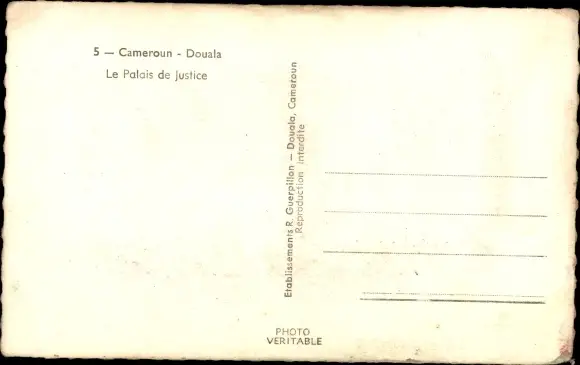 5 — Cameroun - Douala
Le Palais de Justice
Etablissements R. Guerpillon — Douala, Cameroun
Reproduction interdite
PHOTO
VERITABLE